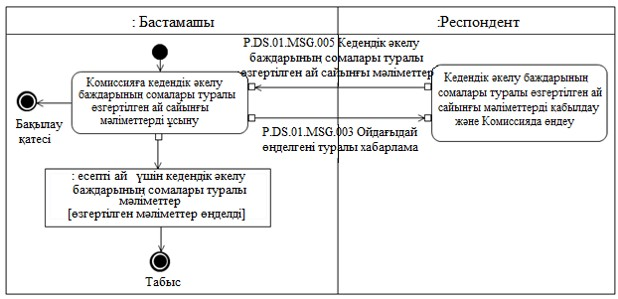 : Бастамашы
:Респондент
P.DS.01.MSG.005 Кедендік әкелу
баждарының сомалары туралы
өзгертілген ай сайынғы
мәліметтер
Комиссияға кедендік әкелу
баждарының сомалары туралы
өзгертілген ай сайынғы
мәліметтерді ұсыну
Кедендік әкелу баждарының
сомалары туралы өзгертілген ай
сайынғы мәліметтерді қабылдау
және Комиссияда өңдеу
Бақылау
қатесі
P.DS.01.MSG.003 Ойдағыдай
өңделгені туралы хабарлама
: есепті ай үшін кедендік әкелу
баждарының сомалары туралы
мәліметтер
[өзгертілген мәліметтер өңделді]
Табыс